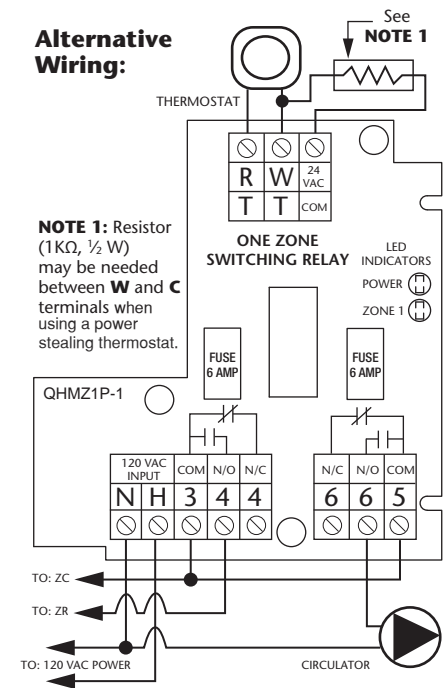 Alternative
Wiring:
See
NOTE 1
THERMOSTAT
R W 24
VAC
T T COM
NOTE 1: Resistor
(1KΩ, ½ W)
may be needed
between W and C
terminals when
using a power
stealing thermostat.
ONE ZONE
SWITCHING RELAY
LED
INDICATORS
POWER
ZONE 1
FUSE
6 AMP
FUSE
6 AMP
QHMZ1P-1
120 VAC
INPUT
COM N/O N/C
N H 3 4 4
N/C N/O COM
6 6 5
TO: ZC
TO: ZR
TO: 120 VAC POWER
CIRCULATOR